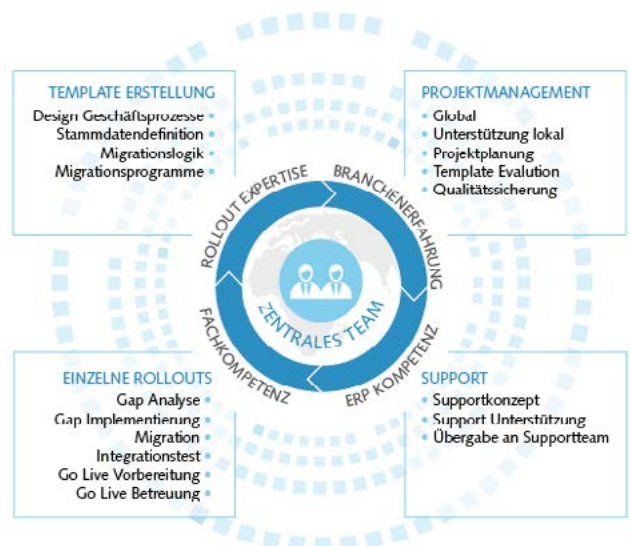 TEMPLATE ERSTELLUNG
Design Geschäftsprozesse •
Stammdatendefinition •
Migrationslogik •
Migrationsprogramme •
PROJEKTMANAGEMENT
• Global
• Unterstützung lokal
• Projektplanung
• Template Evalution
• Qualitätssicherung
ROLLOUT EXPERTISE
BRANCHENERFAHRUNG
ZENTRALES TEAM
FACHKOMPETENZ
ERP KOMPETENZ
EINZELNE ROLLOUTS
Gap Analyse •
Gap Implementierung •
Migration •
Integrationstest •
Go Live Vorbereitung •
Go Live Betreuung •
SUPPORT
• Supportkonzept
• Support Unterstützung
• Übergabe an Supportteam